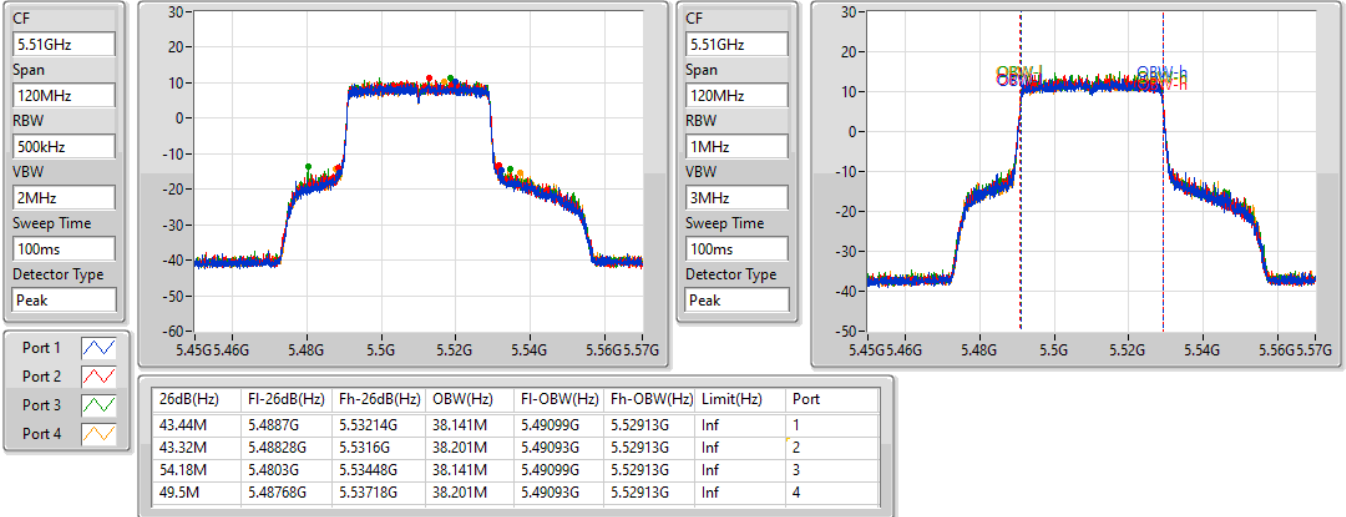 CF
5.51GHz
Span
120MHz
RBW
500kHz
VBW
2MHz
Sweep Time
100ms
Detector Type
Peak
30
20
10
0
-10
-20
-30
-40
-50
-60
5.45G 5.46G 5.48G 5.5G 5.52G 5.54G 5.56G 5.57G
CF
5.51GHz
Span
120MHz
RBW
1MHz
VBW
3MHz
Sweep Time
100ms
Detector Type
Peak
30
20
10
0
-10
-20
-30
-40
-50
OBW-l OBW-h
OBW-h
5.45G 5.46G 5.48G 5.5G 5.52G 5.54G 5.56G 5.57G
Port 1
Port 2
Port 3
Port 4
26dB(Hz) Fl-26dB(Hz) Fh-26dB(Hz) OBW(Hz) Fl-OBW(Hz) Fh-OBW(Hz) Limit(Hz) Port
43.44M 5.4887G 5.53214G 38.141M 5.49099G 5.52913G Inf 1
43.32M 5.48828G 5.5316G 38.201M 5.49093G 5.52913G Inf 2
54.18M 5.4803G 5.53448G 38.141M 5.49099G 5.52913G Inf 3
49.5M 5.48768G 5.53718G 38.201M 5.49093G 5.52913G Inf 4